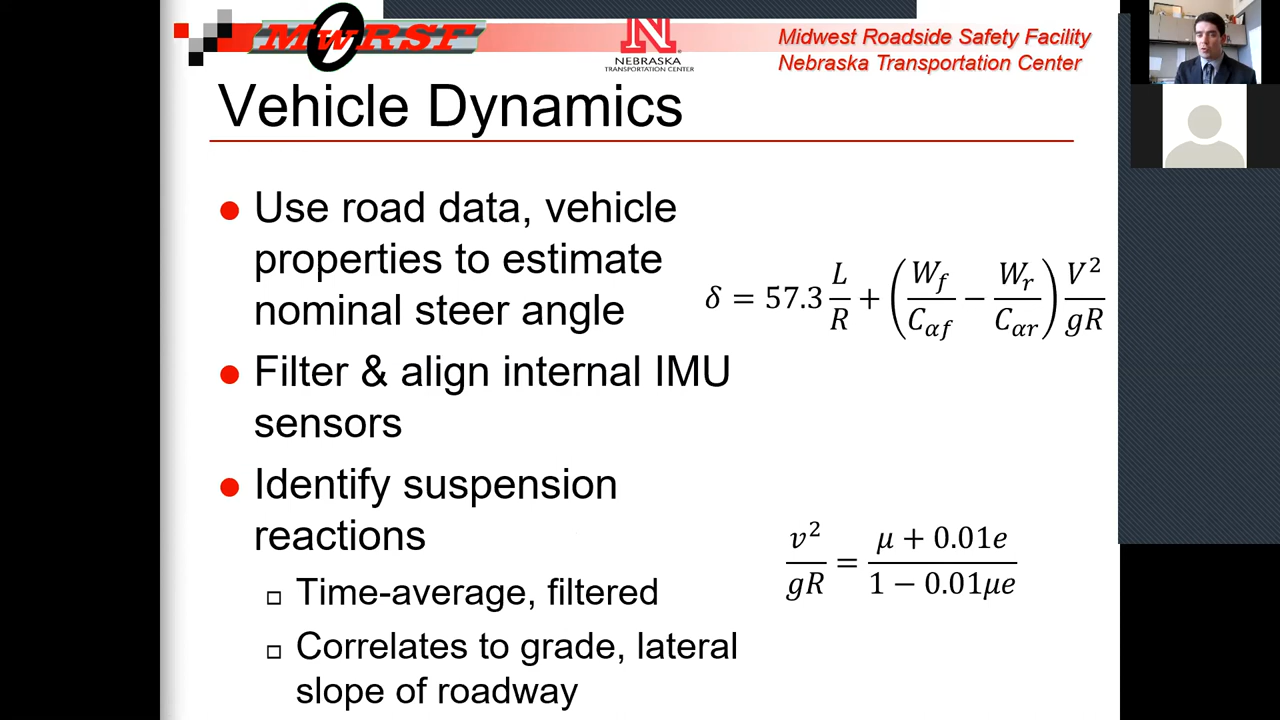 MwRSF
N
NEBRASKA
TRANSPORTATION CENTER
Midwest Roadside Safety Facility
Nebraska Transportation Center
Vehicle Dynamics
● Use road data, vehicle
properties to estimate
nominal steer angle
δ = 57.3 L/R + (W_f/C_αf − W_r/C_αr) V²/gR
● Filter & align internal IMU
sensors
● Identify suspension
reactions
v²/gR = (μ + 0.01e)/(1 − 0.01μe)
□ Time-average, filtered
□ Correlates to grade, lateral
slope of roadway